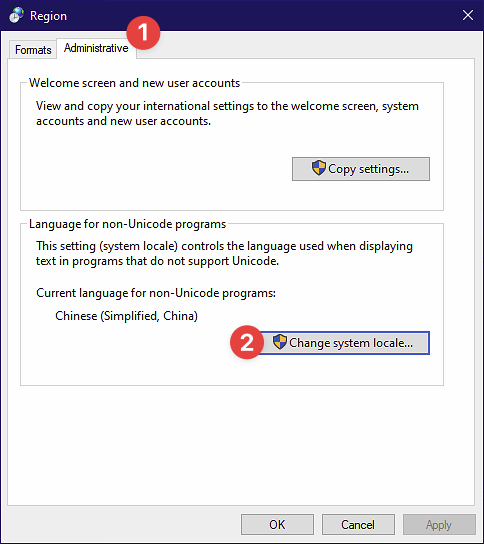 Region
1
Formats
Administrative
Welcome screen and new user accounts
View and copy your international settings to the welcome screen, system
accounts and new user accounts.
Copy settings...
Language for non-Unicode programs
This setting (system locale) controls the language used when displaying
text in programs that do not support Unicode.
Current language for non-Unicode programs:
Chinese (Simplified, China)
2
Change system locale...
OK
Cancel
Apply